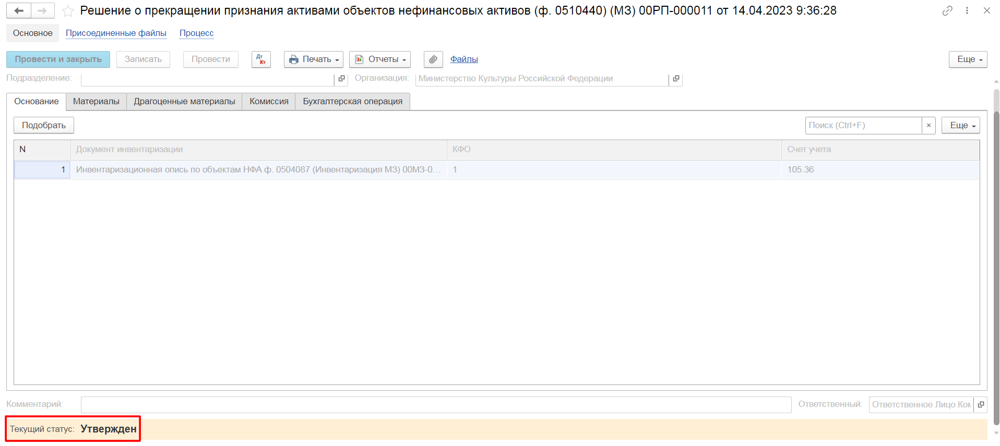 Решение о прекращении признания активами объектов нефинансовых активов (ф. 0510440) (МЗ) 00РП-000011 от 14.04.2023 9:36:28
Основное Присоединенные файлы Процесс
Провести и закрыть Записать Провести Дт Кт Печать Отчеты Файлы Еще
Подразделение: Организация: Министерство Культуры Российской Федерации
Основание Материалы Драгоценные материалы Комиссия Бухгалтерская операция
Подобрать Поиск (Ctrl+F) × Еще
N Документ инвентаризации КФО Счет учета
1 Инвентаризационная опись по объектам НФА ф. 0504087 (Инвентаризация МЗ) 00МЗ-0... 1 105.36
Комментарий: Ответственный: Ответственное Лицо Ком
Текущий статус: Утвержден